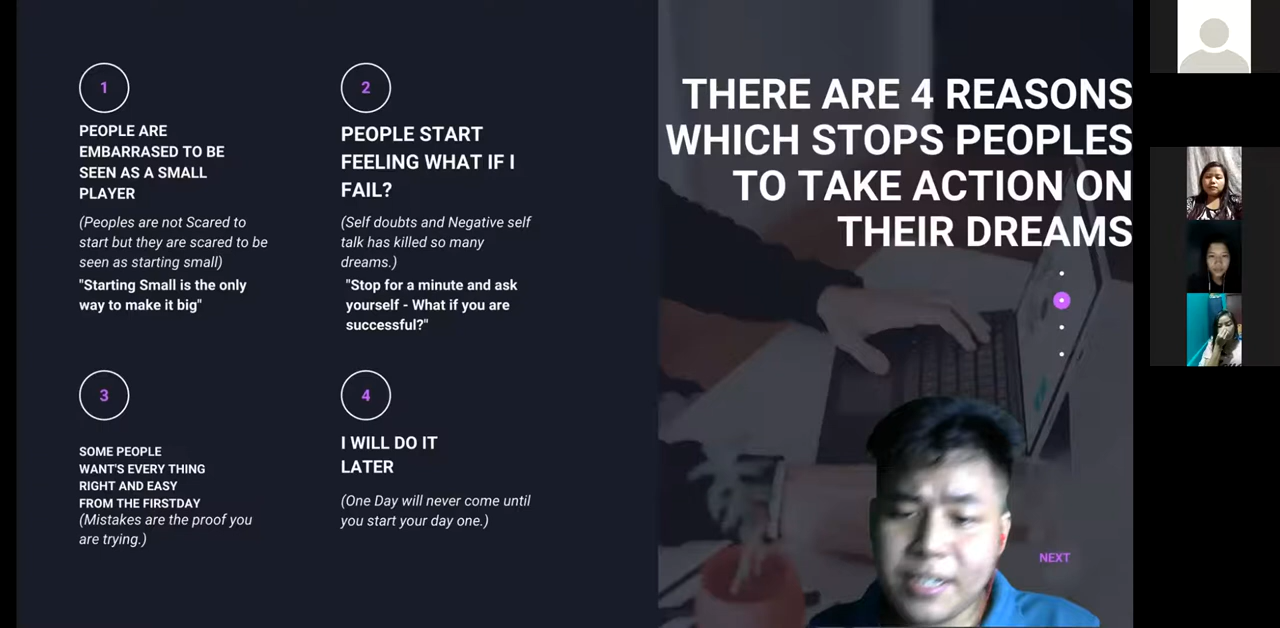 THERE ARE 4 REASONS
WHICH STOPS PEOPLES
TO TAKE ACTION ON
THEIR DREAMS
1
PEOPLE ARE
EMBARRASED TO BE
SEEN AS A SMALL
PLAYER
(Peoples are not Scared to
start but they are scared to be
seen as starting small)
"Starting Small is the only
way to make it big"
2
PEOPLE START
FEELING WHAT IF I
FAIL?
(Self doubts and Negative self
talk has killed so many
dreams.)
"Stop for a minute and ask
yourself - What if you are
successful?"
3
SOME PEOPLE
WANT'S EVERY THING
RIGHT AND EASY
FROM THE FIRSTDAY
(Mistakes are the proof you
are trying.)
4
I WILL DO IT
LATER
(One Day will never come until
you start your day one.)
NEXT